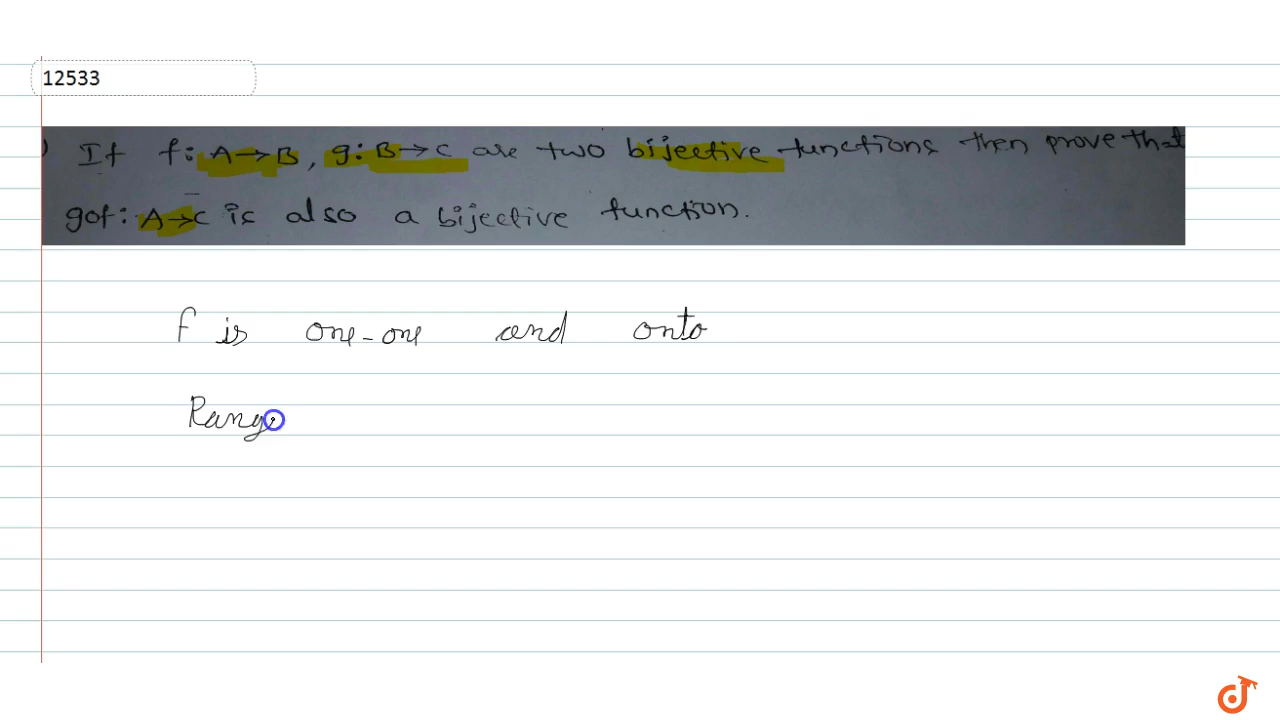 12533
) If f: A→B, g: B→C are two bijective functions then prove that
gof: A→C is also a bijective function.
f is one-one and onto
Rang